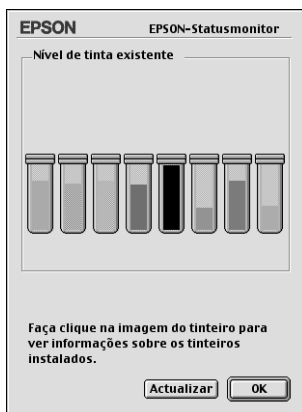 EPSON
EPSON-Statusmonitor
Nível de tinta existente
Faça clique na imagem do tinteiro para
ver informações sobre os tinteiros
instalados.
Actualizar
OK